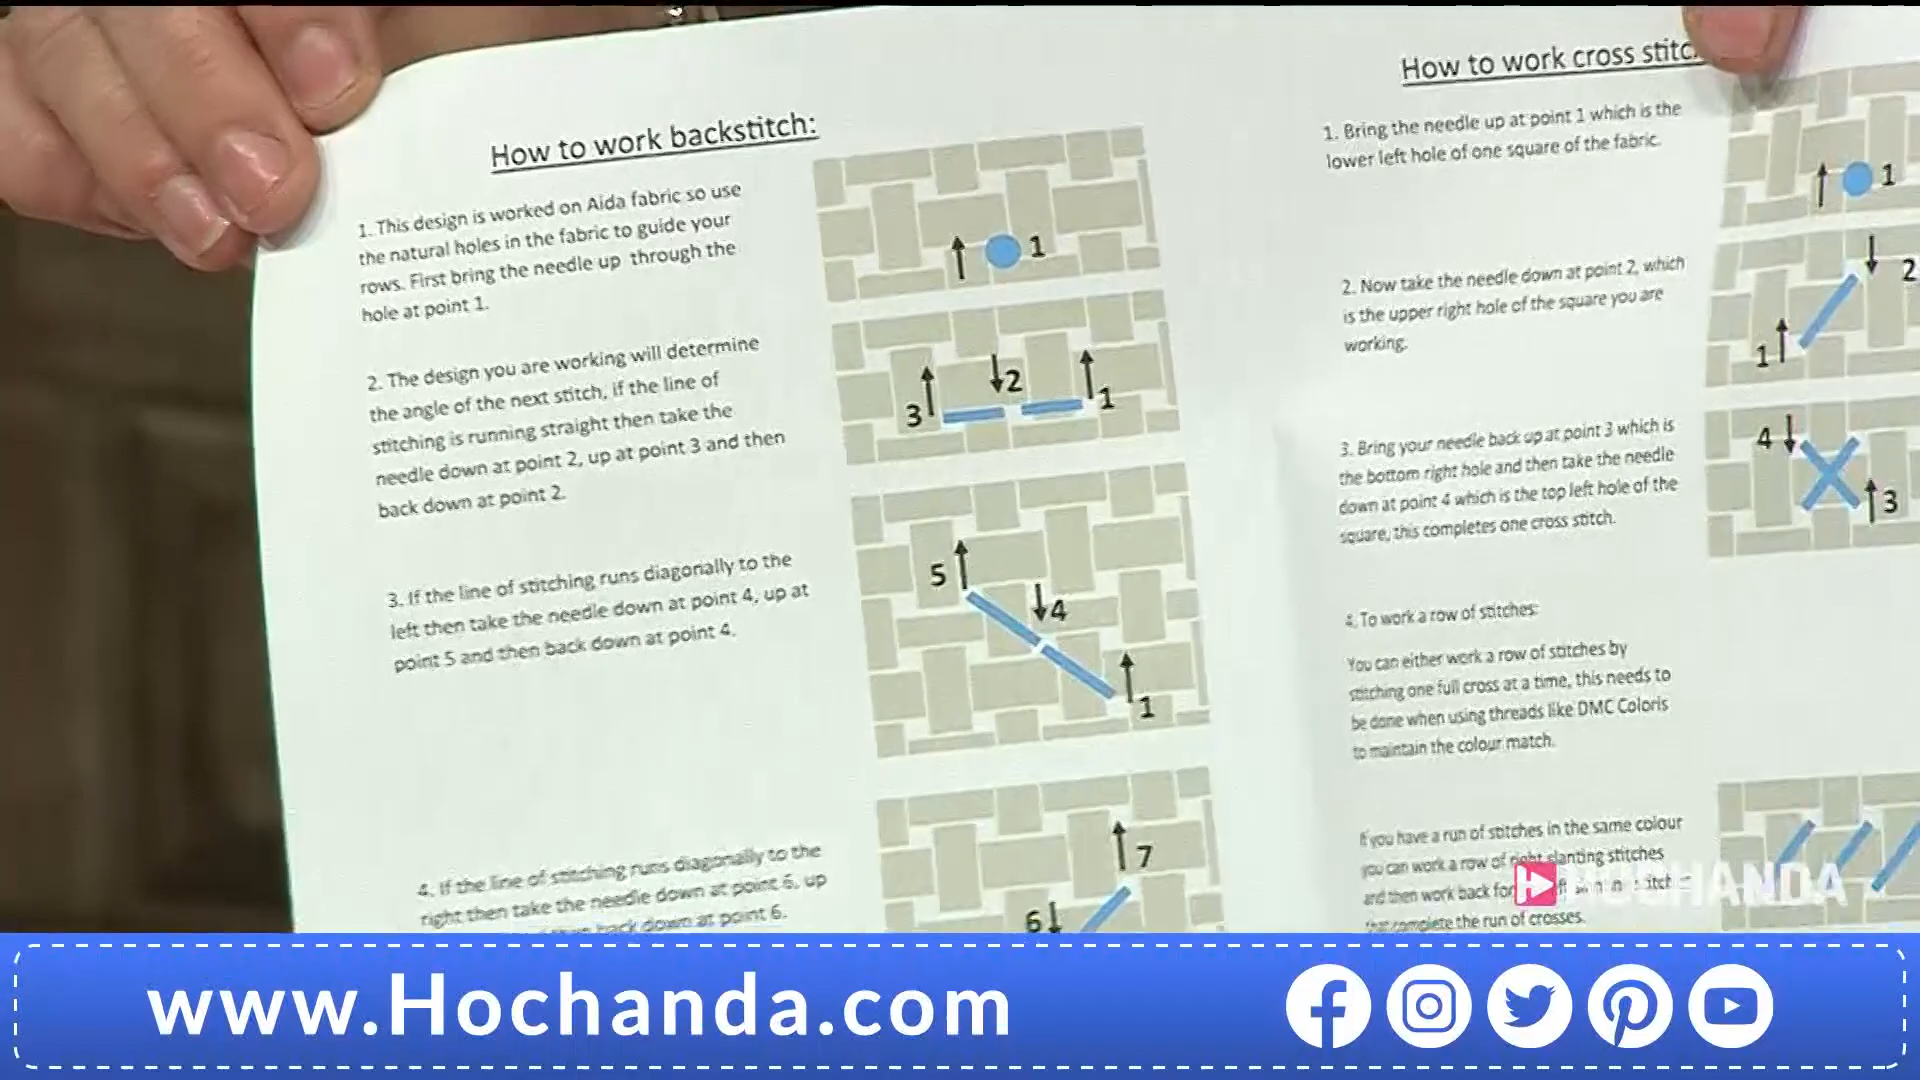 How to work backstitch:
1. This design is worked on Aida fabric so use
the natural holes in the fabric to guide your
rows. First bring the needle up through the
hole at point 1.
1
2. The design you are working will determine
the angle of the next stitch, if the line of
stitching is running straight then take the
needle down at point 2, up at point 3 and then
back down at point 2.
3 2 1
3. If the line of stitching runs diagonally to the
left then take the needle down at point 4, up at
point 5 and then back down at point 4.
5
4
1
4. If the line of stitching runs diagonally to the
right then take the needle down at point 6, up
back down at point 6.
7
6
How to work cross stitc
1. Bring the needle up at point 1 which is the
lower left hole of one square of the fabric.
1
2. Now take the needle down at point 2, which
is the upper right hole of the square you are
working.
2
1
3. Bring your needle back up at point 3 which is
the bottom right hole and then take the needle
down at point 4 which is the top left hole of the
square, this completes one cross stitch.
4
3
4. To work a row of stitches:
You can either work a row of stitches by
stitching one full cross at a time, this needs to
be done when using threads like DMC Coloris
to maintain the colour match.
If you have a run of stitches in the same colour
you can work a row of right slanting stitches
and then work back for
that complete the run of crosses.
HOCHANDA
www.Hochanda.com